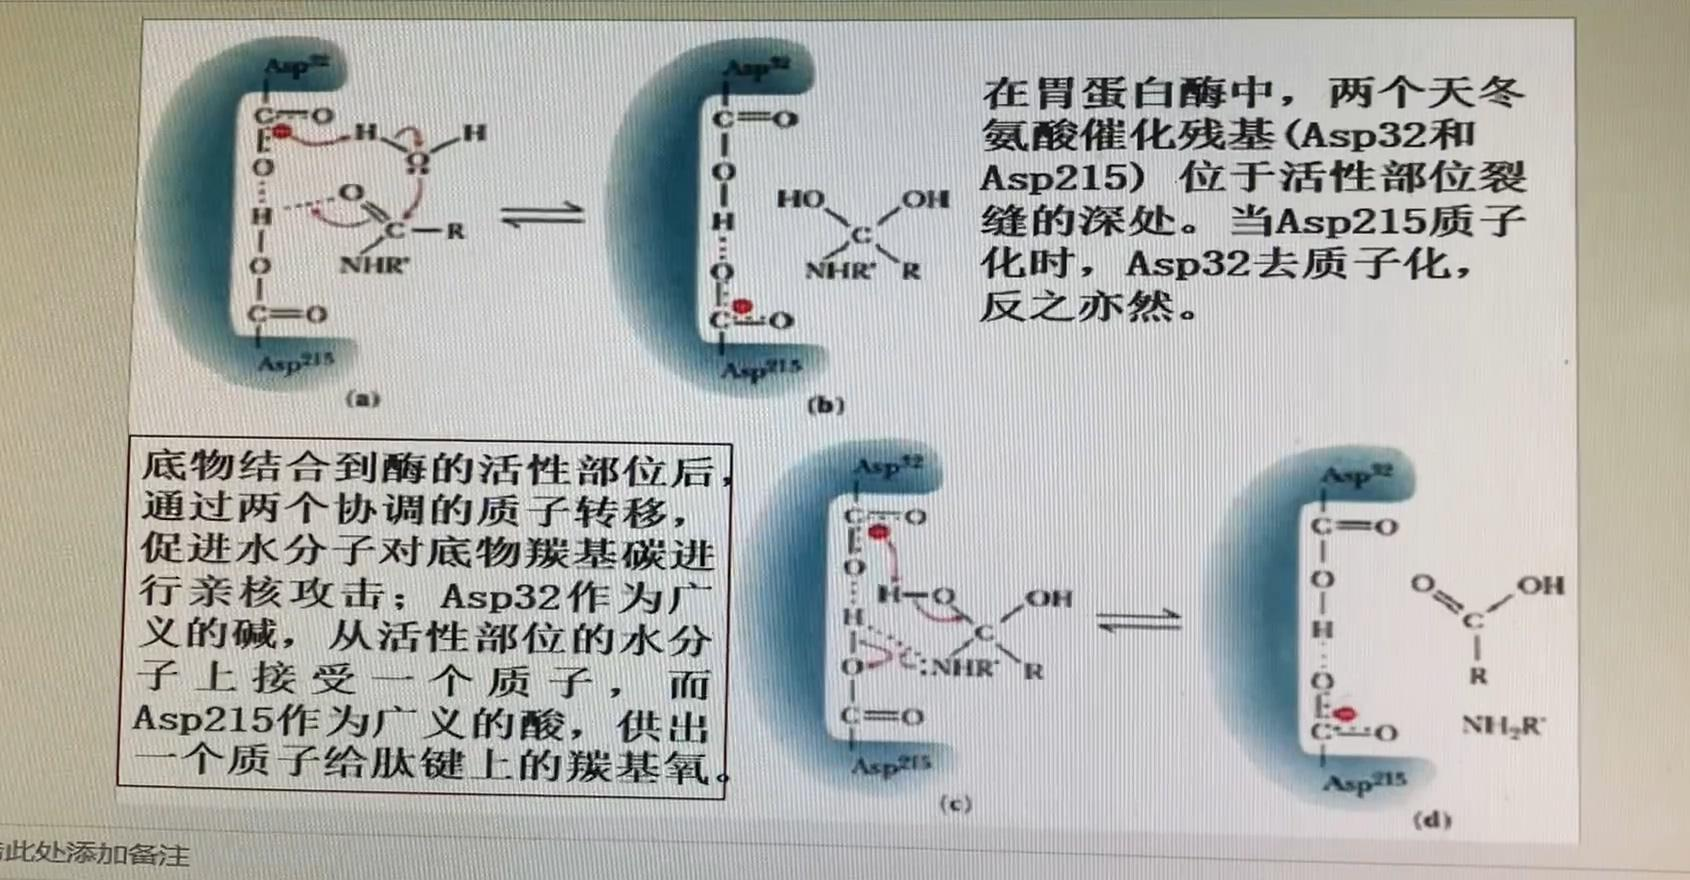 Asp32
C=O
H
H
O
O
O
H
C—R
O
NHR'
C=O
Asp215
(a)
Asp32
C=O
O
H
HO
OH
C
O
NHR'
R
C=O
Asp215
(b)
在胃蛋白酶中，两个天冬
氨酸催化残基(Asp32和
Asp215) 位于活性部位裂
缝的深处。当Asp215质子
化时，Asp32去质子化，
反之亦然。
底物结合到酶的活性部位后，
通过两个协调的质子转移，
促进水分子对底物羰基碳进
行亲核攻击；Asp32作为广
义的碱，从活性部位的水分
子上接受一个质子，而
Asp215作为广义的酸，供出
一个质子给肽键上的羰基氧。
Asp32
C=O
O
H—O
OH
H
C
O
:NHR'
R
C=O
Asp215
(c)
Asp32
C=O
O
O
OH
C
H
R
O
C=O
NH₂R'
Asp215
(d)
此处添加备注